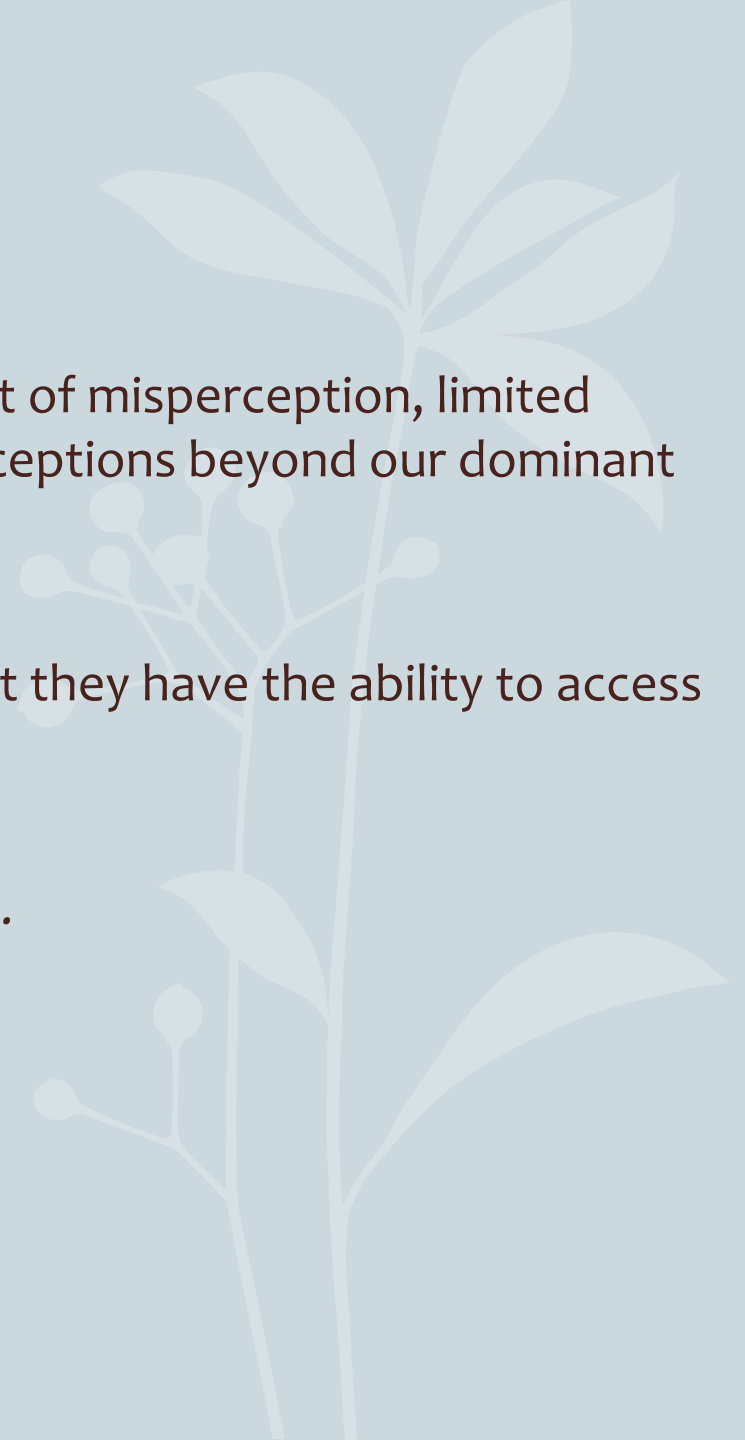 t of misperception, limited
ceptions beyond our dominant
t they have the ability to access
.